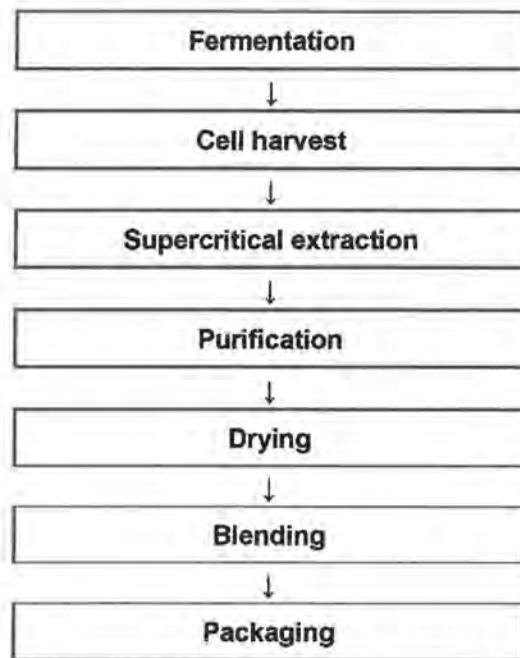 Fermentation
↓
Cell harvest
↓
Supercritical extraction
↓
Purification
↓
Drying
↓
Blending
↓
Packaging